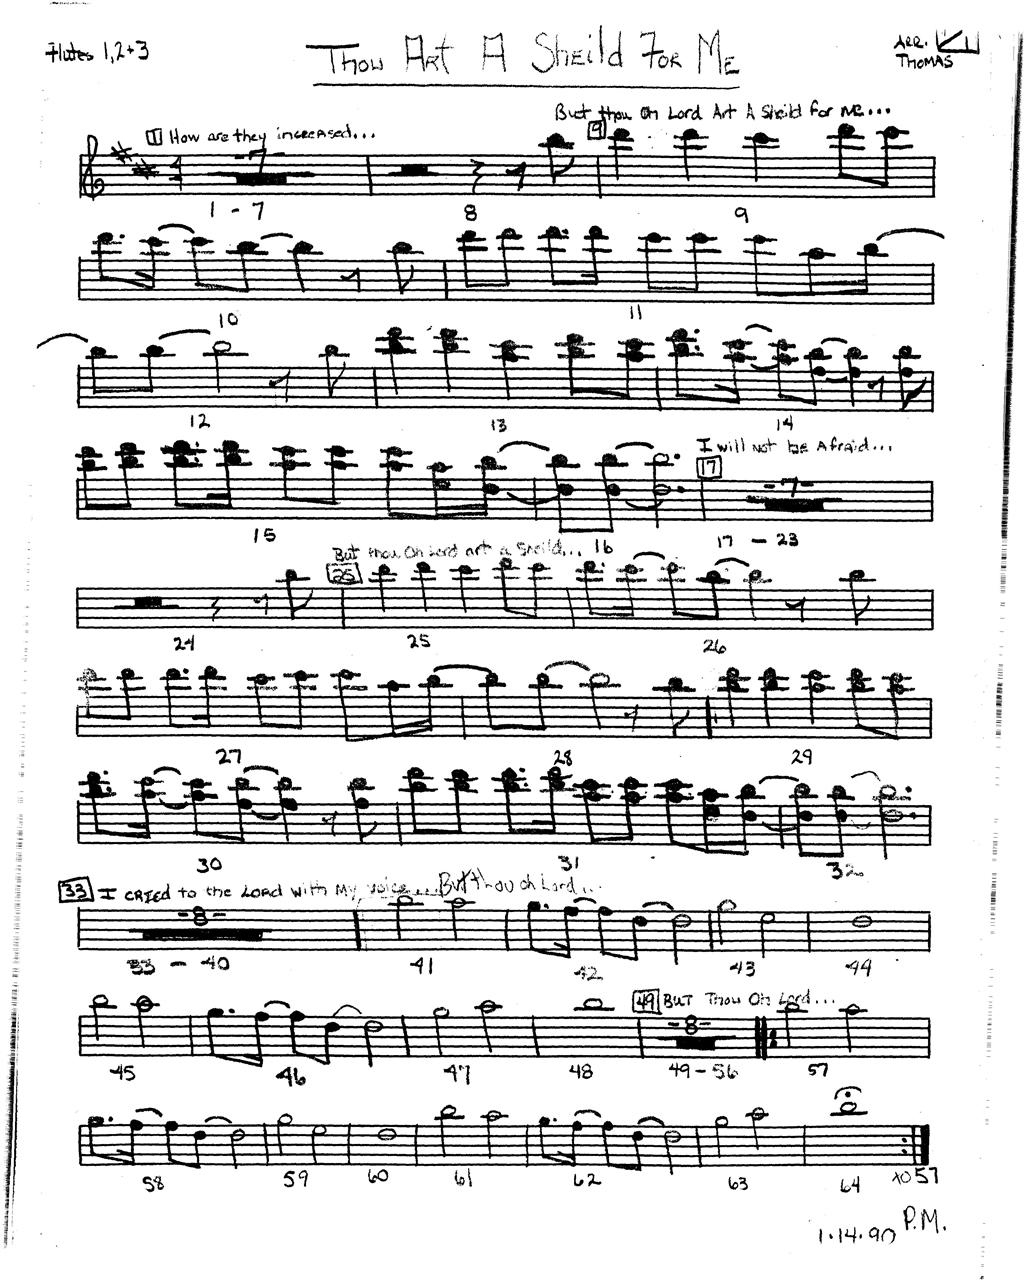 Flutes 1,2+3
Thou Art A Sheild For Me
Arr.
Thomas
But thou Oh Lord Art A Sheild for me...
1 How are they increased...
9
-7-
1 - 7 8 9
10 11
12 13 14
I will not be Afraid...
17
-7-
15 16 17 - 23
But thou Oh Lord art a Sheild...
25
24 25 26
27 28 29
30 31 32
33 I cried to the Lord with my voice... But thou oh Lord...
-8-
33 - 40 41 42 43 44
49 But Thou Oh Lord...
-8-
45 46 47 48 49-56 57
58 59 60 61 62 63 64 to 57
1.14.90 P.M.